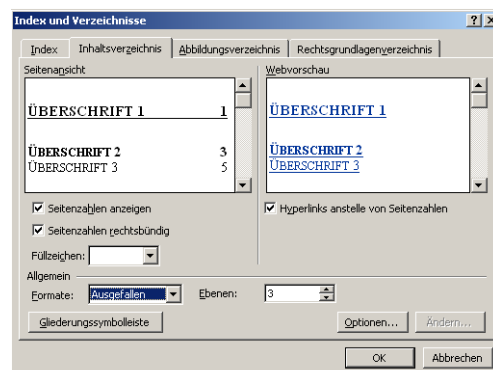 Index und Verzeichnisse
Index Inhaltsverzeichnis Abbildungsverzeichnis Rechtsgrundlagenverzeichnis
Seitenansicht
ÜBERSCHRIFT 1 1
ÜBERSCHRIFT 2 3
ÜBERSCHRIFT 3 5
Webvorschau
ÜBERSCHRIFT 1
ÜBERSCHRIFT 2
ÜBERSCHRIFT 3
Seitenzahlen anzeigen
Seitenzahlen rechtsbündig
Hyperlinks anstelle von Seitenzahlen
Füllzeichen:
Allgemein
Formate: Ausgefallen Ebenen: 3
Gliederungssymbolleiste Optionen... Ändern...
OK Abbrechen